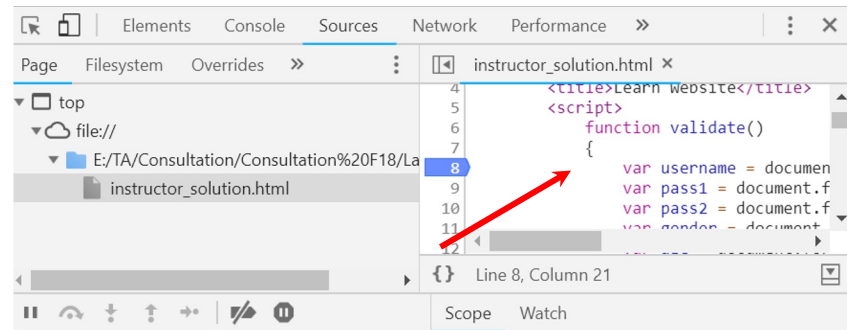 Elements Console Sources Network Performance »
Page Filesystem Overrides »
instructor_solution.html ×
top
file://
E:/TA/Consultation/Consultation%20F18/La
instructor_solution.html
4 <title>Learn Website</title>
5 <script>
6 function validate()
7 {
8 var username = documen
9 var pass1 = document.f
10 var pass2 = document.f
11 var gender = document
12 var
{} Line 8, Column 21
Scope Watch